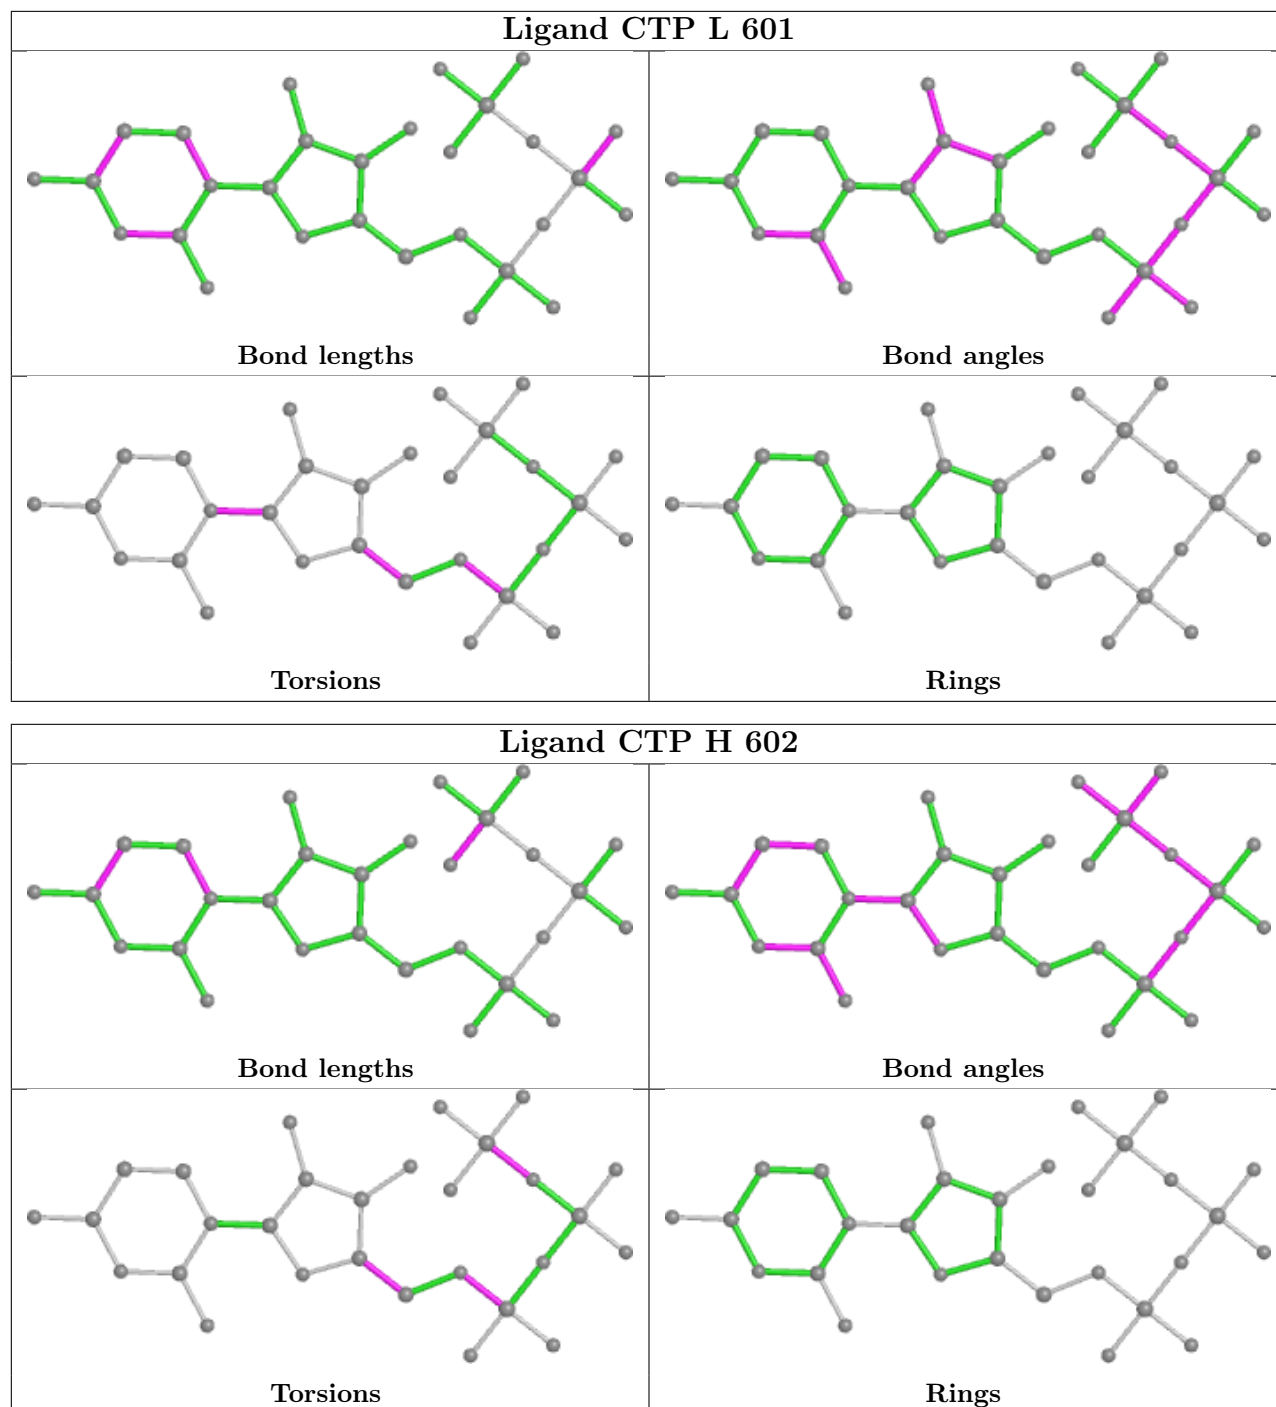 Ligand CTP L 601
Bond lengths
Bond angles
Torsions
Rings
Ligand CTP H 602
Bond lengths
Bond angles
Torsions
Rings